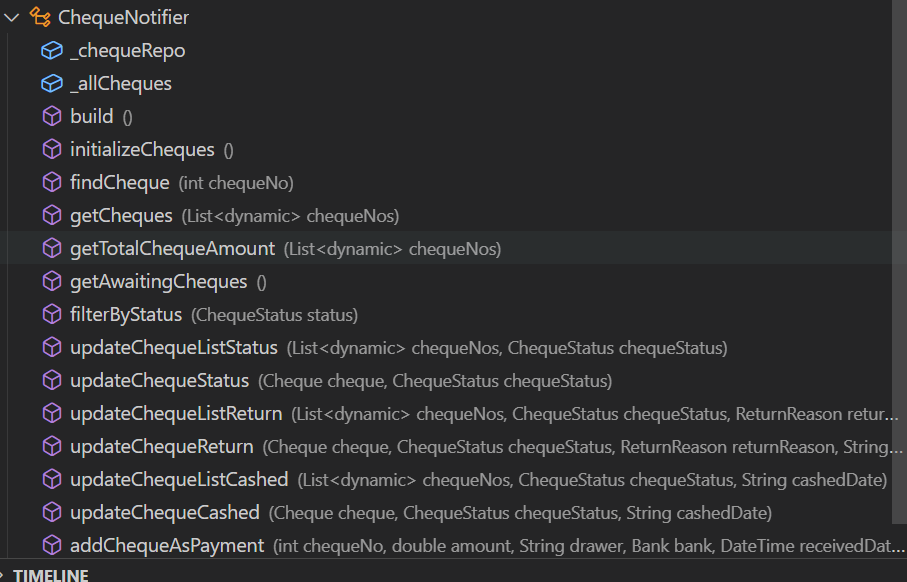 ChequeNotifier
_chequeRepo
_allCheques
build ()
initializeCheques ()
findCheque (int chequeNo)
getCheques (List<dynamic> chequeNos)
getTotalChequeAmount (List<dynamic> chequeNos)
getAwaitingCheques ()
filterByStatus (ChequeStatus status)
updateChequeListStatus (List<dynamic> chequeNos, ChequeStatus chequeStatus)
updateChequeStatus (Cheque cheque, ChequeStatus chequeStatus)
updateChequeListReturn (List<dynamic> chequeNos, ChequeStatus chequeStatus, ReturnReason retur...
updateChequeReturn (Cheque cheque, ChequeStatus chequeStatus, ReturnReason returnReason, String...
updateChequeListCashed (List<dynamic> chequeNos, ChequeStatus chequeStatus, String cashedDate)
updateChequeCashed (Cheque cheque, ChequeStatus chequeStatus, String cashedDate)
addChequeAsPayment (int chequeNo, double amount, String drawer, Bank bank, DateTime receivedDat...
TIMELINE